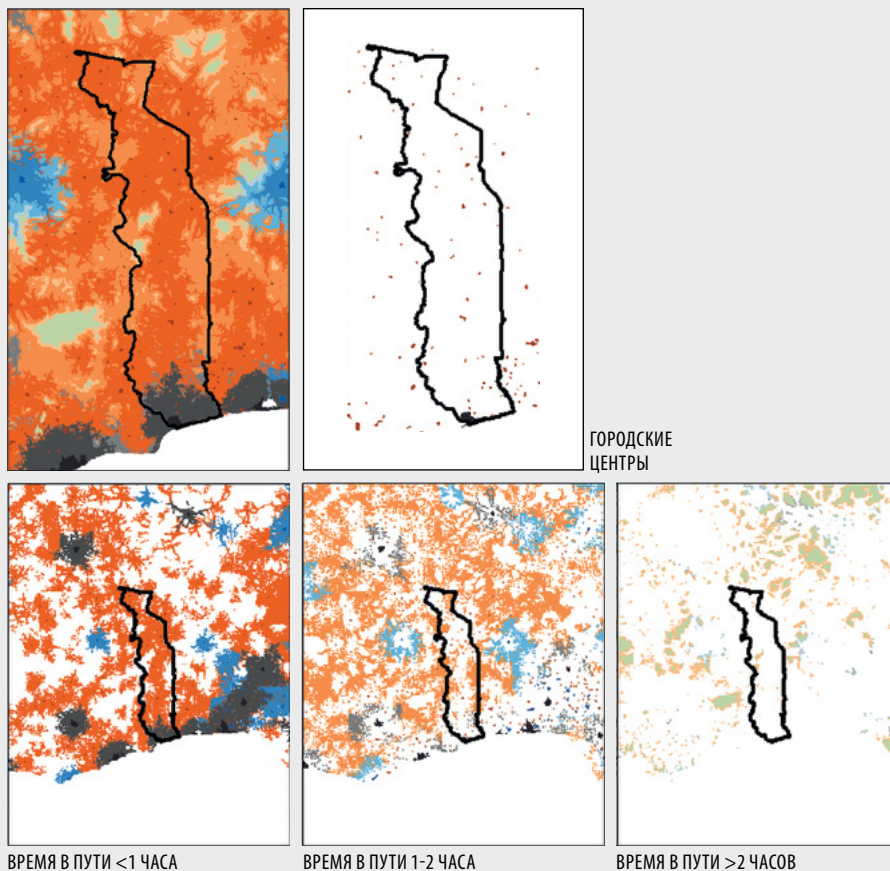 ГОРОДСКИЕ
ЦЕНТРЫ
ВРЕМЯ В ПУТИ <1 ЧАСА
ВРЕМЯ В ПУТИ 1-2 ЧАСА
ВРЕМЯ В ПУТИ >2 ЧАСОВ